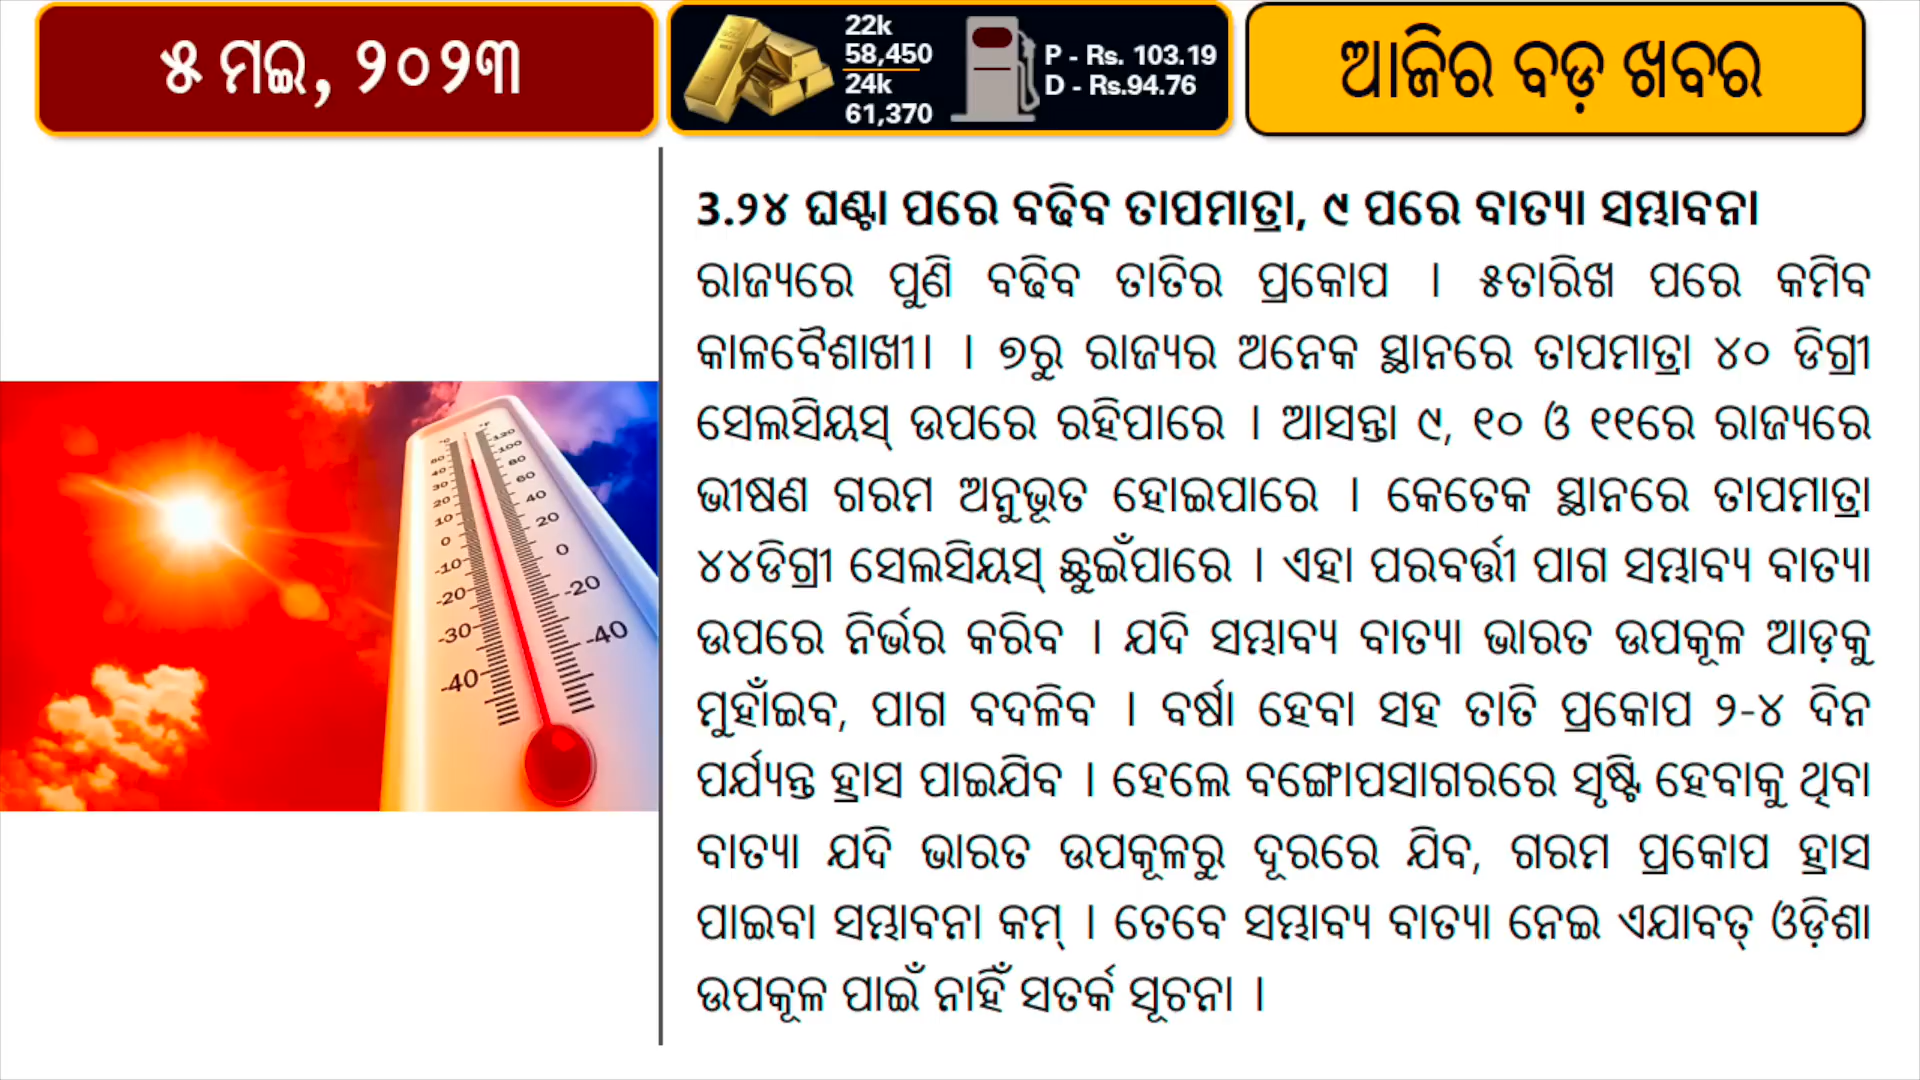 ୫ ମଇ, ୨୦୨୩
22k
58,450
24k
61,370
P - Rs. 103.19
D - Rs.94.76
ଆଜିର ବଡ଼ ଖବର
3.୨୪ ଘଣ୍ଟା ପରେ ବଢିବ ତାପମାତ୍ରା, ୯ ପରେ ବାତ୍ୟା ସମ୍ଭାବନା
ରାଜ୍ୟରେ ପୁଣି ବଢିବ ତାତିର ପ୍ରକୋପ । ୫ତାରିଖ ପରେ କମିବ
କାଳବୈଶାଖୀ। । ୭ରୁ ରାଜ୍ୟର ଅନେକ ସ୍ଥାନରେ ତାପମାତ୍ରା ୪୦ ଡିଗ୍ରୀ
ସେଲସିୟସ୍ ଉପରେ ରହିପାରେ । ଆସନ୍ତା ୯, ୧୦ ଓ ୧୧ରେ ରାଜ୍ୟରେ
ଭୀଷଣ ଗରମ ଅନୁଭୂତ ହୋଇପାରେ । କେତେକ ସ୍ଥାନରେ ତାପମାତ୍ରା
୪୪ଡିଗ୍ରୀ ସେଲସିୟସ୍ ଛୁଇଁପାରେ । ଏହା ପରବର୍ତ୍ତୀ ପାଗ ସମ୍ଭାବ୍ୟ ବାତ୍ୟା
ଉପରେ ନିର୍ଭର କରିବ । ଯଦି ସମ୍ଭାବ୍ୟ ବାତ୍ୟା ଭାରତ ଉପକୂଳ ଆଡ଼କୁ
ମୁହାଁଇବ, ପାଗ ବଦଳିବ । ବର୍ଷା ହେବା ସହ ତାତି ପ୍ରକୋପ ୨-୪ ଦିନ
ପର୍ଯ୍ୟନ୍ତ ହ୍ରାସ ପାଇଯିବ । ହେଲେ ବଙ୍ଗୋପସାଗରରେ ସୃଷ୍ଟି ହେବାକୁ ଥିବା
ବାତ୍ୟା ଯଦି ଭାରତ ଉପକୂଳରୁ ଦୂରରେ ଯିବ, ଗରମ ପ୍ରକୋପ ହ୍ରାସ
ପାଇବା ସମ୍ଭାବନା କମ୍ । ତେବେ ସମ୍ଭାବ୍ୟ ବାତ୍ୟା ନେଇ ଏଯାବତ୍ ଓଡ଼ିଶା
ଉପକୂଳ ପାଇଁ ନାହିଁ ସତର୍କ ସୂଚନା ।